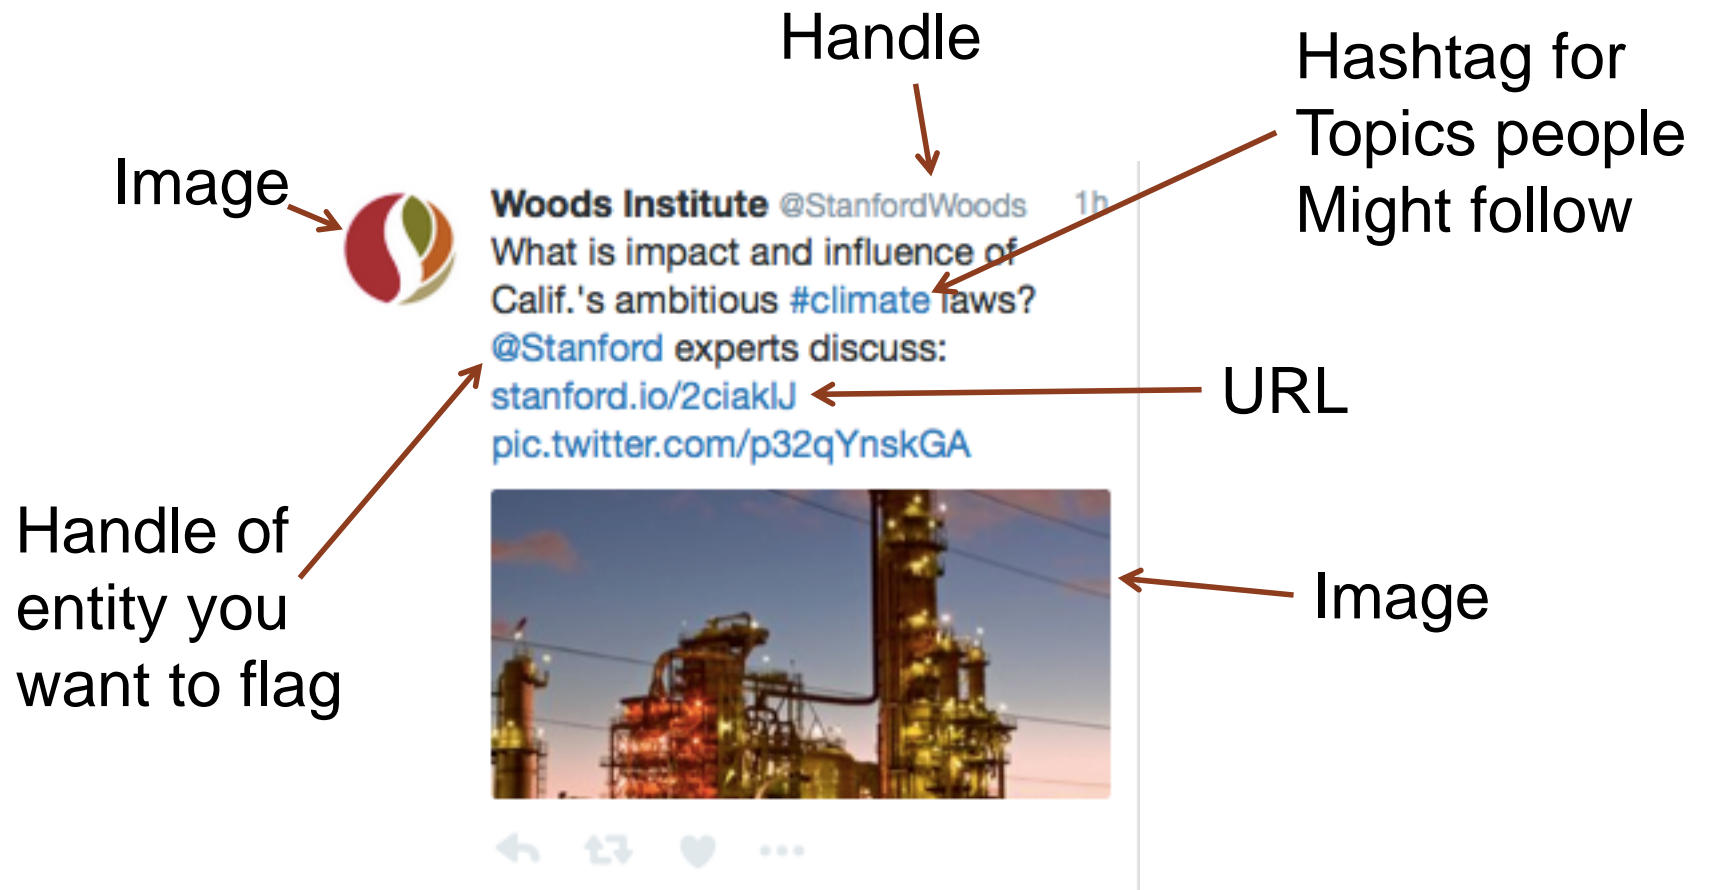 Handle
Hashtag for
Topics people
Might follow
Image
Woods Institute @StanfordWoods 1h
What is impact and influence of
Calif.'s ambitious #climate laws?
@Stanford experts discuss:
stanford.io/2ciaklJ
pic.twitter.com/p32qYnskGA
URL
Handle of
entity you
want to flag
Image